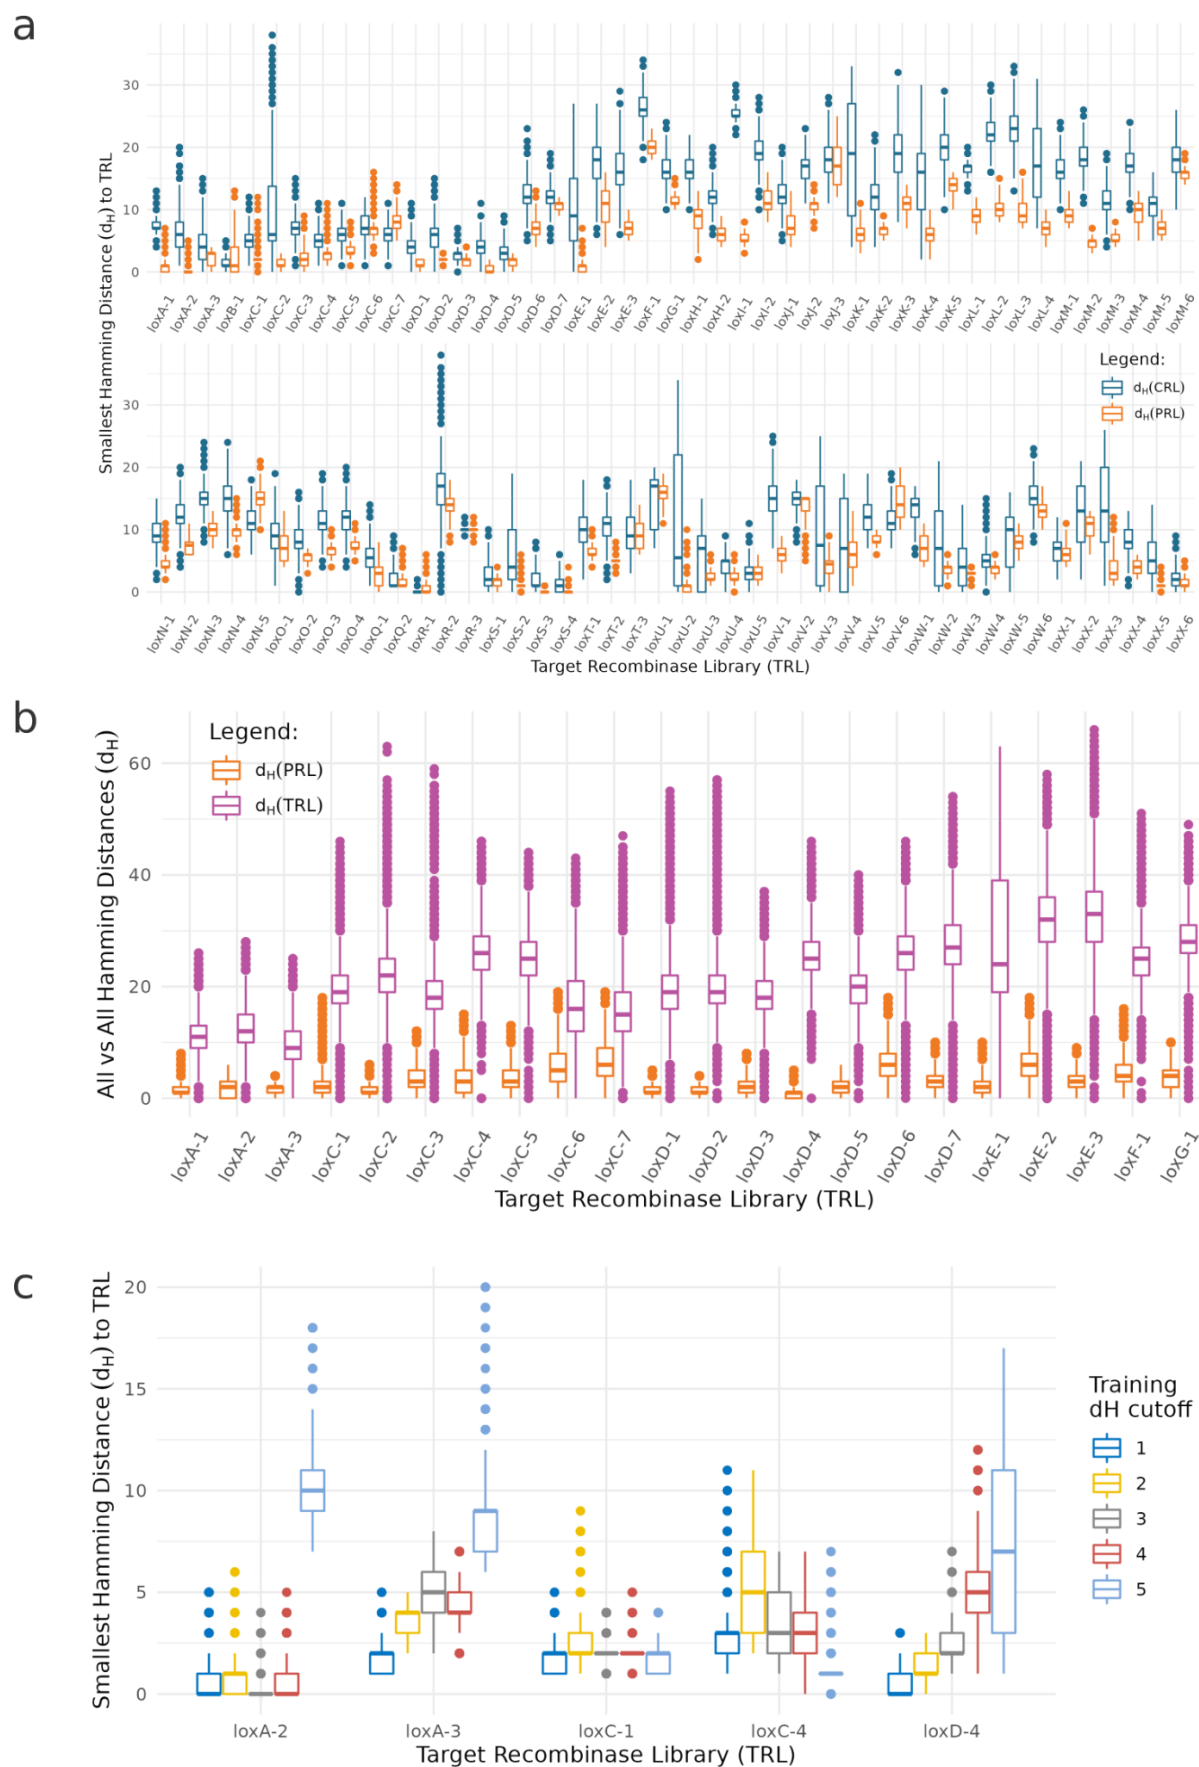 a
Smallest Hamming Distance (dH) to TRL
30
20
10
0
loxA-1 loxA-2 loxA-3 loxB-1 loxC-1 loxC-2 loxC-3 loxC-4 loxC-5 loxC-6 loxC-7 loxD-1 loxD-2 loxD-3 loxD-4 loxD-5 loxD-6 loxD-7 loxE-1 loxE-2 loxE-3 loxF-1 loxG-1 loxH-1 loxH-2 loxI-1 loxI-2 loxJ-1 loxJ-2 loxJ-3 loxK-1 loxK-2 loxK-3 loxK-4 loxK-5 loxL-1 loxL-2 loxL-3 loxL-4 loxM-1 loxM-2 loxM-3 loxM-4 loxM-5 loxM-6
Legend:
dH(CRL)
dH(PRL)
30
20
10
0
loxN-1 loxN-2 loxN-3 loxN-4 loxN-5 loxO-1 loxO-2 loxO-3 loxO-4 loxQ-1 loxQ-2 loxR-1 loxR-2 loxR-3 loxS-1 loxS-2 loxS-3 loxS-4 loxT-1 loxT-2 loxT-3 loxU-1 loxU-2 loxU-3 loxU-4 loxU-5 loxV-1 loxV-2 loxV-3 loxV-4 loxV-5 loxV-6 loxW-1 loxW-2 loxW-3 loxW-4 loxW-5 loxW-6 loxX-1 loxX-2 loxX-3 loxX-4 loxX-5 loxX-6
Target Recombinase Library (TRL)
b
All vs All Hamming Distances (dH)
Legend:
dH(PRL)
dH(TRL)
60
40
20
0
loxA-1 loxA-2 loxA-3 loxC-1 loxC-2 loxC-3 loxC-4 loxC-5 loxC-6 loxC-7 loxD-1 loxD-2 loxD-3 loxD-4 loxD-5 loxD-6 loxD-7 loxE-1 loxE-2 loxE-3 loxF-1 loxG-1
Target Recombinase Library (TRL)
c
Smallest Hamming Distance (dH) to TRL
20
15
10
5
0
loxA-2 loxA-3 loxC-1 loxC-4 loxD-4
Target Recombinase Library (TRL)
Training
dH cutoff
1
2
3
4
5